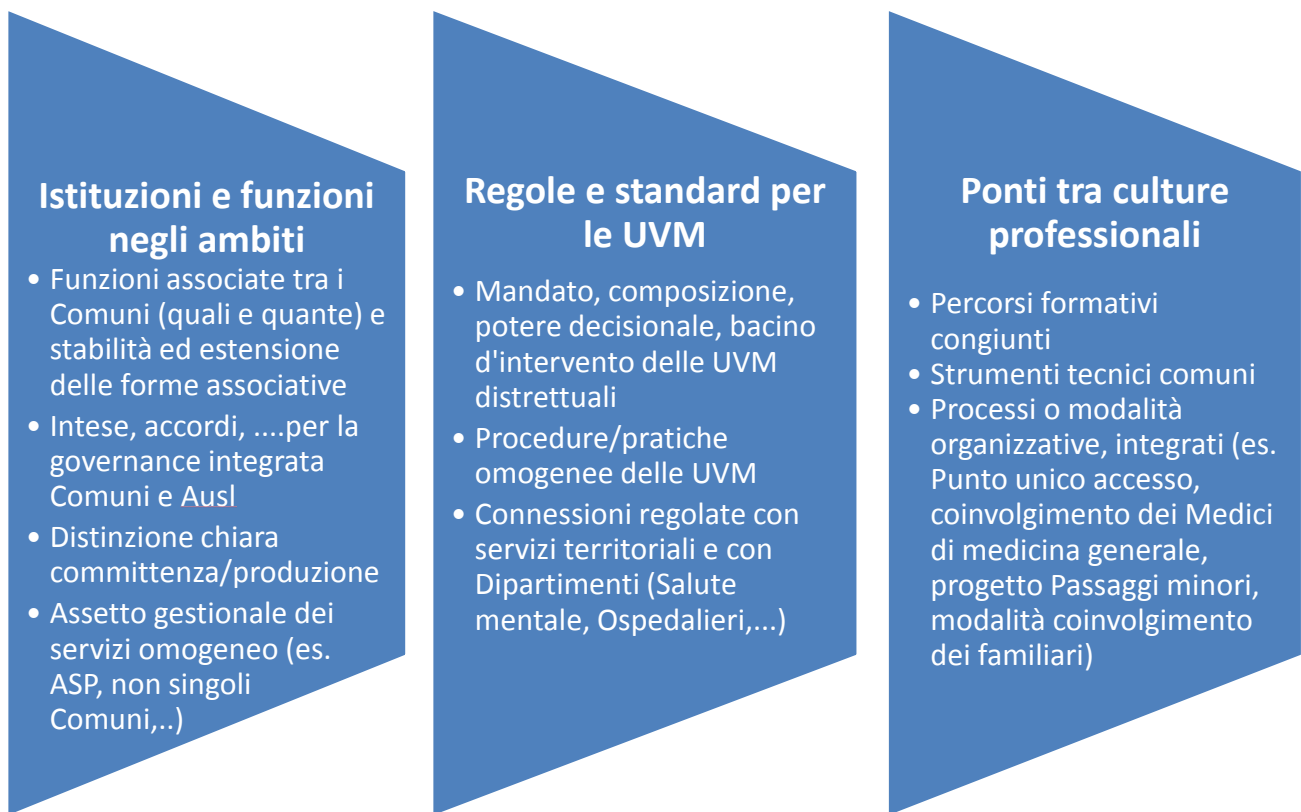 Istituzioni e funzioni
negli ambiti
• Funzioni associate tra i
Comuni (quali e quante) e
stabilità ed estensione
delle forme associative
• Intese, accordi, ....per la
governance integrata
Comuni e Ausl
• Distinzione chiara
committenza/produzione
• Assetto gestionale dei
servizi omogeneo (es.
ASP, non singoli
Comuni,..)
Regole e standard per
le UVM
• Mandato, composizione,
potere decisionale, bacino
d'intervento delle UVM
distrettuali
• Procedure/pratiche
omogenee delle UVM
• Connessioni regolate con
servizi territoriali e con
Dipartimenti (Salute
mentale, Ospedalieri,...)
Ponti tra culture
professionali
• Percorsi formativi
congiunti
• Strumenti tecnici comuni
• Processi o modalità
organizzative, integrati (es.
Punto unico accesso,
coinvolgimento dei Medici
di medicina generale,
progetto Passaggi minori,
modalità coinvolgimento
dei familiari)